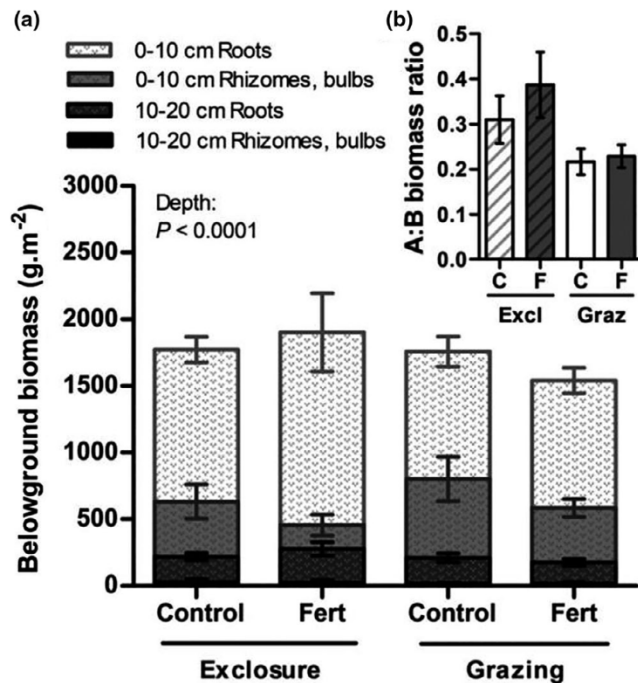 (a)
0-10 cm Roots
0-10 cm Rhizomes, bulbs
10-20 cm Roots
10-20 cm Rhizomes, bulbs
Depth:
P < 0.0001
Belowground biomass (g.m-2)
3000
2500
2000
1500
1000
500
0
Control
Fert
Control
Fert
Exclosure
Grazing
(b)
A:B biomass ratio
0.5
0.4
0.3
0.2
0.1
0.0
C
F
C
F
Excl
Graz